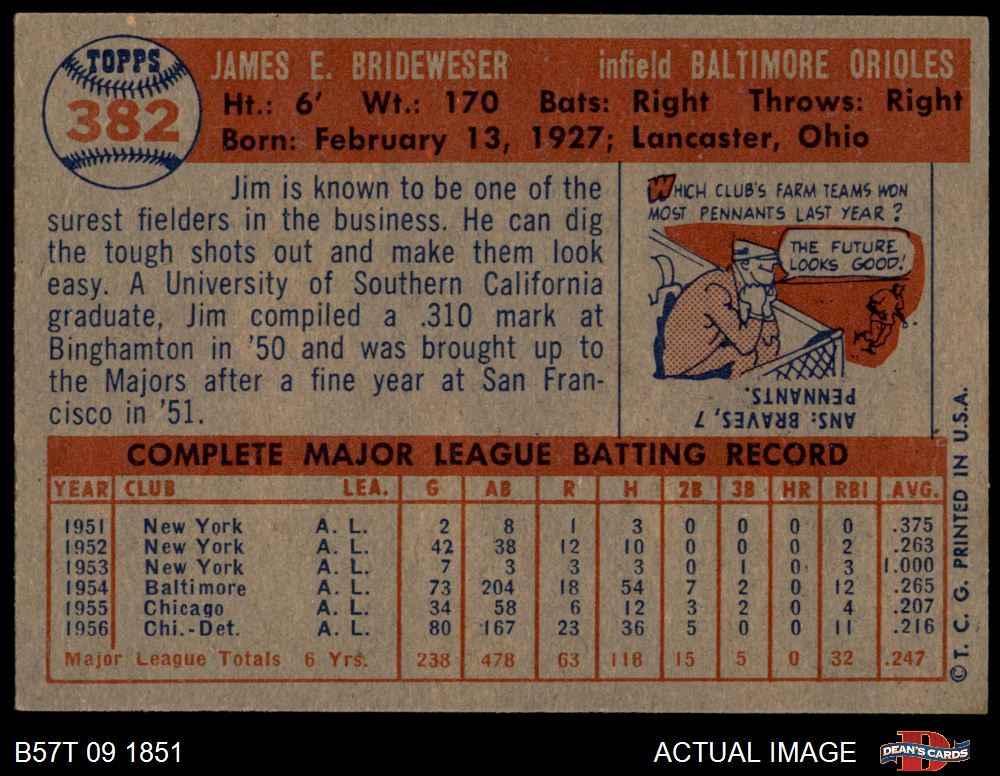 TOPPS
382
JAMES E. BRIDEWESER infield BALTIMORE ORIOLES
Ht.: 6' Wt.: 170 Bats: Right Throws: Right
Born: February 13, 1927; Lancaster, Ohio
Jim is known to be one of the
surest fielders in the business. He can dig
the tough shots out and make them look
easy. A University of Southern California
graduate, Jim compiled a .310 mark at
Binghamton in '50 and was brought up to
the Majors after a fine year at San Fran-
cisco in '51.
WHICH CLUB'S FARM TEAMS WON
MOST PENNANTS LAST YEAR?
THE FUTURE
LOOKS GOOD!
ANS: BRAVES, 7
PENNANTS.
COMPLETE MAJOR LEAGUE BATTING RECORD
YEAR CLUB LEA. G AB R H 2B 3B HR RBI AVG.
1951 New York A. L. 2 8 1 3 0 0 0 0 .375
1952 New York A. L. 42 38 12 10 0 0 0 2 .263
1953 New York A. L. 7 3 3 3 0 1 0 3 1.000
1954 Baltimore A. L. 73 204 18 54 7 2 0 12 .265
1955 Chicago A. L. 34 58 6 12 3 2 0 4 .207
1956 Chi.-Det. A. L. 80 167 23 36 5 0 0 11 .216
Major League Totals 6 Yrs. 238 478 63 118 15 5 0 32 .247
© T. C. G. PRINTED IN U.S.A.
B57T 09 1851 ACTUAL IMAGE
DEAN'S CARDS